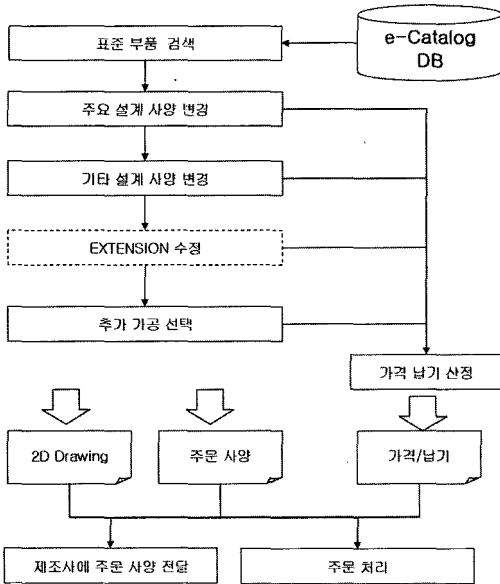 표준 부품 검색
e-Catalog
DB
주요 설계 사양 변경
기타 설계 사양 변경
EXTENSION 수정
추가 가공 선택
가격 납기 산정
2D Drawing
주문 사양
가격/납기
제조사에 주문 사양 전달
주문 처리